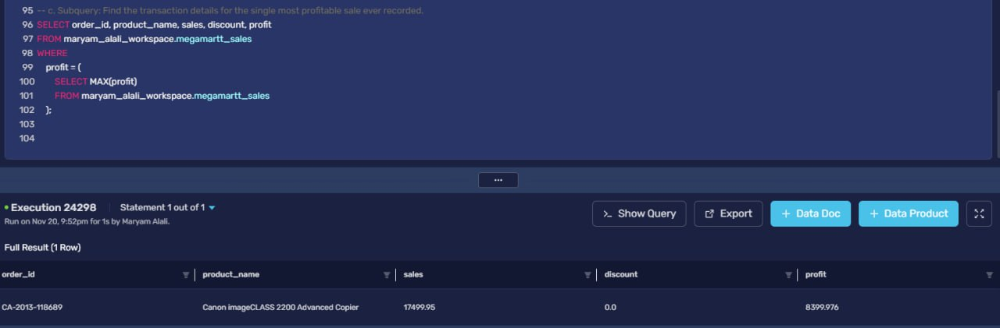 95 -- c. Subquery: Find the transaction details for the single most profitable sale ever recorded.
96 SELECT order_id, product_name, sales, discount, profit
97 FROM maryam_alali_workspace.megamartt_sales
98 WHERE
99 profit = (
100 SELECT MAX(profit)
101 FROM maryam_alali_workspace.megamartt_sales
102 );
103
104
...
Execution 24298 Statement 1 out of 1 >_ Show Query Export + Data Doc + Data Product
Run on Nov 20, 9:52pm for 1s by Maryam Alali.
Full Result (1 Row)
order_id product_name sales discount profit
CA-2013-118689 Canon imageCLASS 2200 Advanced Copier 17499.95 0.0 8399.976